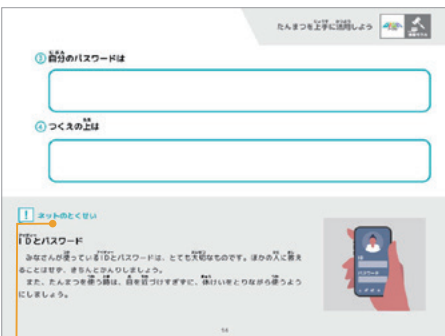 たんまつを上手に活用しよう
③自分のパスワードは
④つくえの上は
! ネットのとくせい
IDとパスワード
みなさんが使っているIDとパスワードは、とても大切なものです。ほかの人に教え
ることはせず、きちんとかんりしましょう。
また、たんまつを使う時は、目を近づけすぎずに、休けいをとりながら使うよう
にしましょう。
ID
パスワード
14